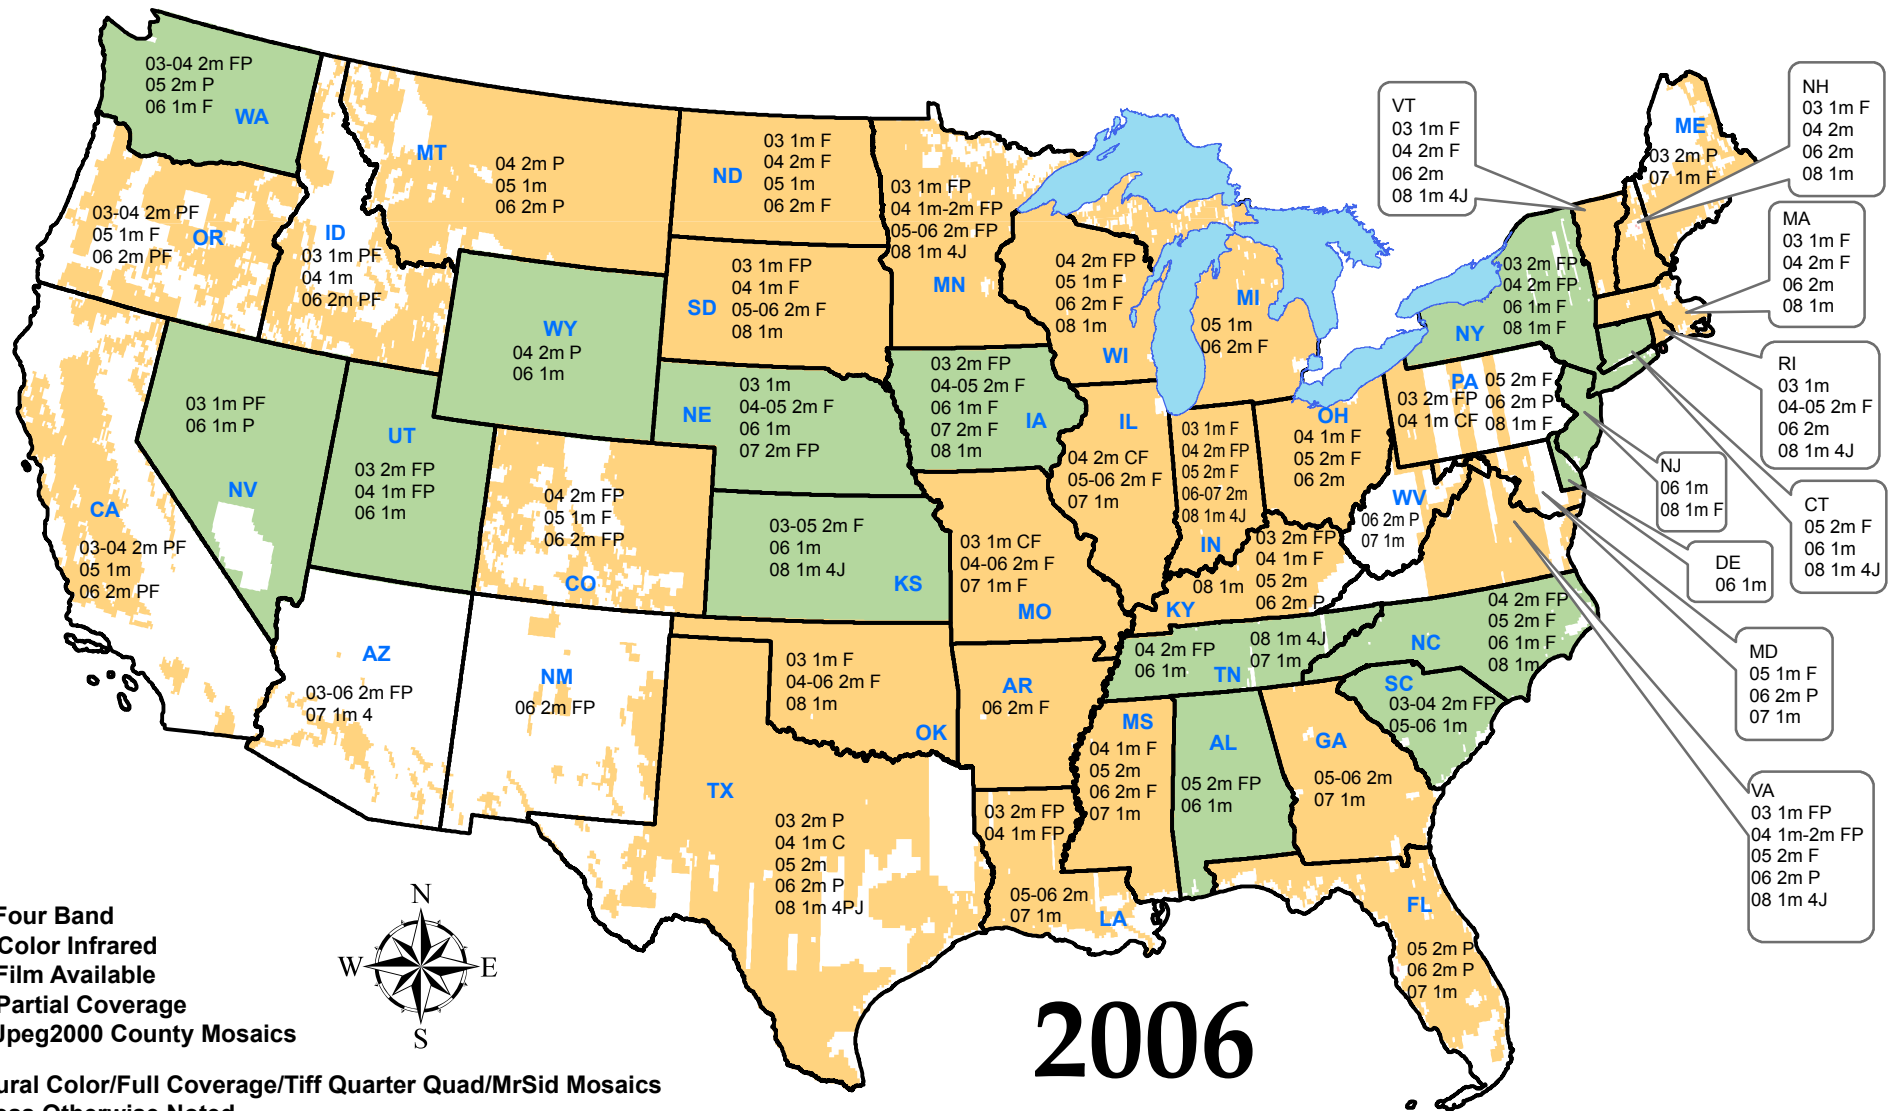 03-04 2m FP
05 2m P
06 1m F
WA
03-04 2m PF
05 1m F
06 2m PF
OR
ID
03 1m PF
04 1m
06 2m PF
MT
04 2m P
05 1m
06 2m P
ND
03 1m F
04 2m F
05 1m
06 2m F
SD
03 1m FP
04 1m F
05-06 2m F
08 1m
03 1m FP
04 1m-2m FP
05-06 2m FP
08 1m 4J
MN
04 2m FP
05 1m F
06 2m F
08 1m
WI
MI
05 1m
06 2m F
WY
04 2m P
06 1m
NE
03 1m
04-05 2m F
06 1m
07 2m FP
03 2m FP
04-05 2m F
06 1m F
07 2m F
08 1m
IA
03 1m PF
06 1m P
NV
UT
03 2m FP
04 1m FP
06 1m
CA
03-04 2m PF
05 1m
06 2m PF
04 2m FP
05 1m F
06 2m FP
CO
03-05 2m F
06 1m
08 1m 4J
KS
03 1m CF
04-06 2m F
07 1m F
MO
IL
04 2m CF
05-06 2m F
07 1m
03 1m F
04 2m FP
05 2m F
06-07 2m
08 1m 4J
IN
OH
04 1m F
05 2m F
06 2m
03 2m FP
04 1m F
05 2m
06 2m P
08 1m
KY
WV
06 2m P
07 1m
PA
03 2m FP
04 1m CF
05 2m F
06 2m P
08 1m F
03 2m FP
04 2m FP
06 1m F
08 1m F
NY
ME
03 2m P
07 1m F
VT
03 1m F
04 2m F
06 2m
08 1m 4J
NH
03 1m F
04 2m
06 2m
08 1m
MA
03 1m F
04 2m F
06 2m
08 1m
RI
03 1m
04-05 2m F
06 2m
08 1m 4J
CT
05 2m F
06 1m
08 1m 4J
NJ
06 1m
08 1m F
DE
06 1m
MD
05 1m F
06 2m P
07 1m
VA
03 1m FP
04 1m-2m FP
05 2m F
06 2m P
08 1m 4J
AZ
03-06 2m FP
07 1m 4
NM
06 2m FP
03 1m F
04-06 2m F
08 1m
OK
AR
06 2m F
04 2m FP
06 1m
TN
08 1m 4J
07 1m
NC
04 2m FP
05 2m F
06 1m F
08 1m
SC
03-04 2m FP
05-06 1m
MS
04 1m F
05 2m
06 2m F
07 1m
AL
05 2m FP
06 1m
GA
05-06 2m
07 1m
TX
03 2m P
04 1m C
05 2m
06 2m P
08 1m 4PJ
03 2m FP
04 1m FP
05-06 2m
07 1m
LA
FL
05 2m P
06 2m P
07 1m
N
W E
S
Four Band
Color Infrared
Film Available
Partial Coverage
Jpeg2000 County Mosaics
ural Color/Full Coverage/Tiff Quarter Quad/MrSid Mosaics
Otherwise Noted
2006